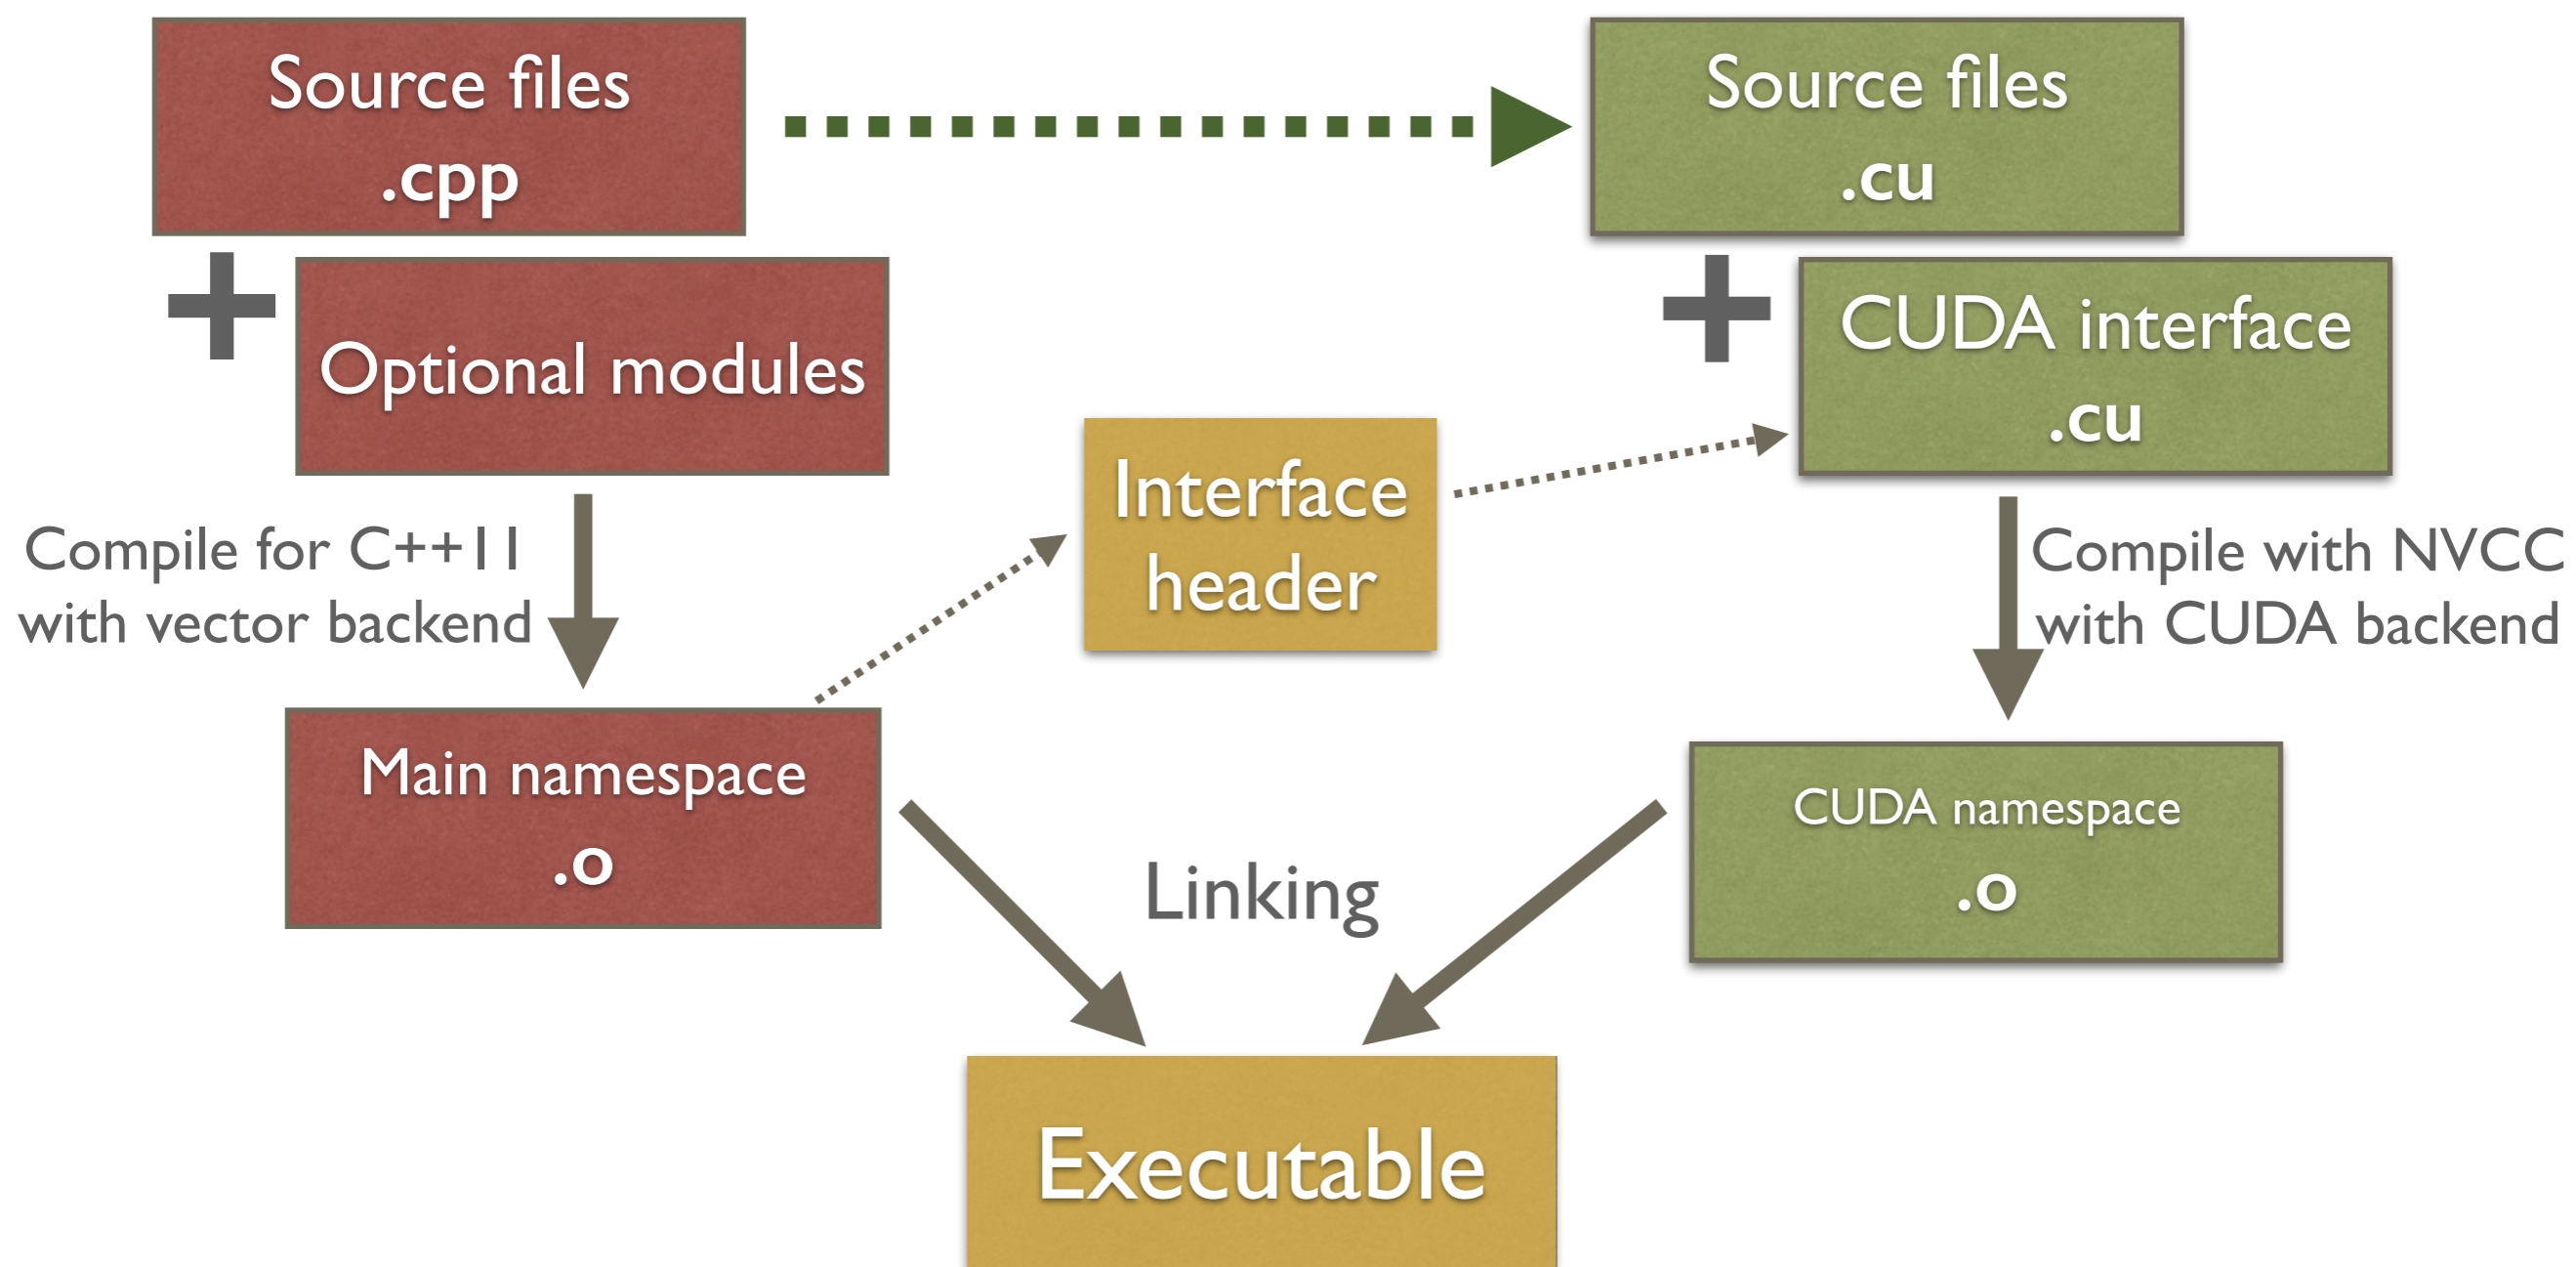 Source files
.cpp
Source files
.cu
Optional modules
CUDA interface
.cu
Interface
header
Compile for C++11
with vector backend
Compile with NVCC
with CUDA backend
Main namespace
.o
CUDA namespace
.o
Linking
Executable